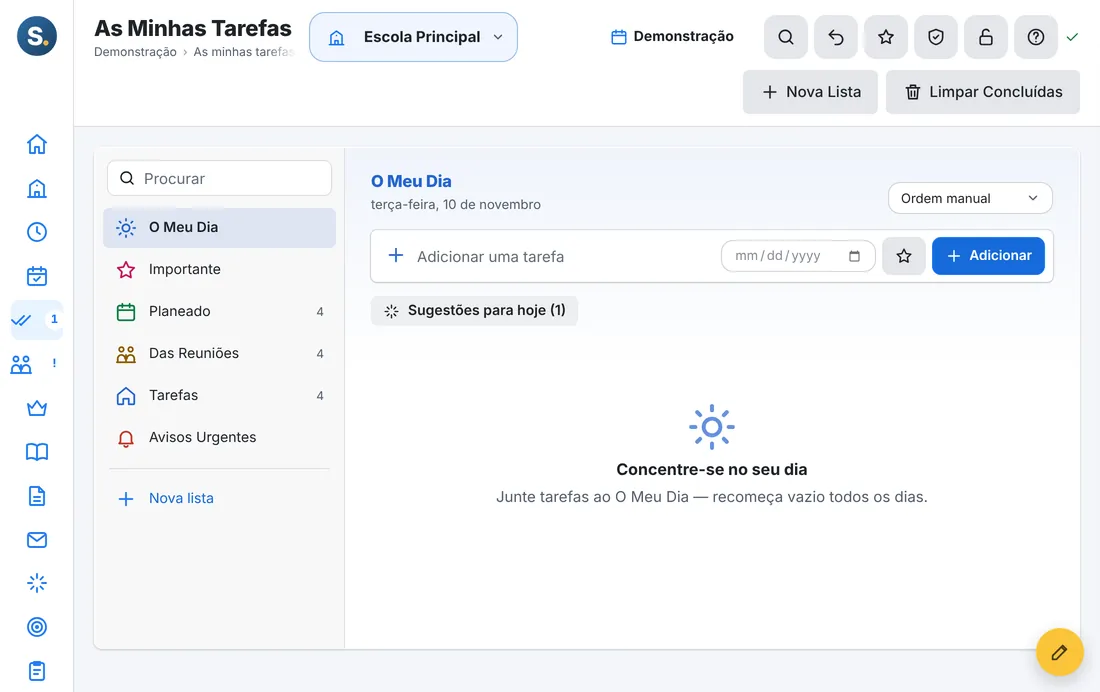 S.
As Minhas Tarefas
Demonstração › As minhas tarefas
Escola Principal
Demonstração
Nova Lista
Limpar Concluídas
1
!
Procurar
O Meu Dia
Importante
Planeado 4
Das Reuniões 4
Tarefas 4
Avisos Urgentes
Nova lista
O Meu Dia
terça-feira, 10 de novembro
Ordem manual
Adicionar uma tarefa
mm/dd/yyyy
Adicionar
Sugestões para hoje (1)
Concentre-se no seu dia
Junte tarefas ao O Meu Dia — recomeça vazio todos os dias.